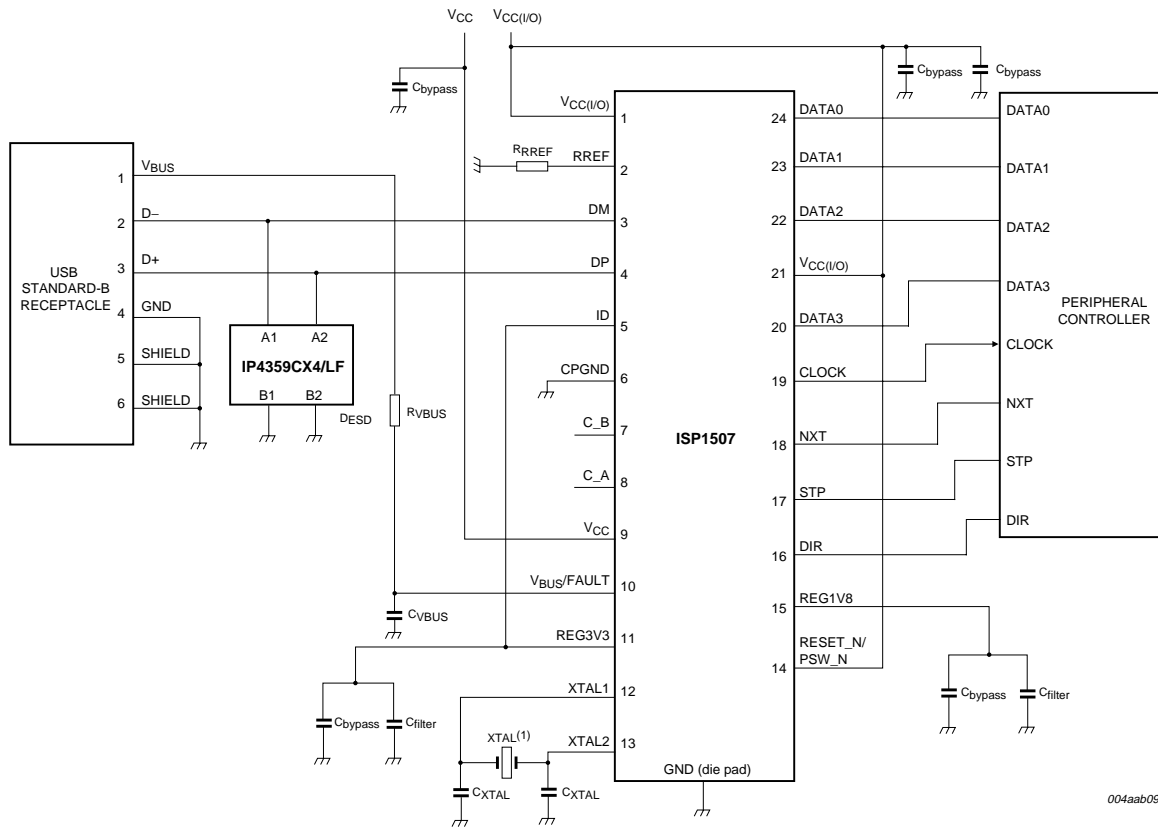 VCC
VCC(I/O)
Cbypass
Cbypass
Cbypass
VCC(I/O)
1
24
DATA0
DATA0
RRREF
RREF
2
23
DATA1
DATA1
1
VBUS
2
D−
DM
3
22
DATA2
DATA2
3
D+
DP
4
21
VCC(I/O)
USB
STANDARD-B
RECEPTACLE
4
GND
5
SHIELD
6
SHIELD
A1
A2
IP4359CX4/LF
B1
B2
DESD
RVBUS
ID
5
20
DATA3
DATA3
PERIPHERAL
CONTROLLER
CPGND
6
19
CLOCK
CLOCK
C_B
7
ISP1507
18
NXT
NXT
C_A
8
17
STP
STP
VCC
9
16
DIR
DIR
VBUS/FAULT
10
15
REG1V8
CVBUS
REG3V3
11
14
RESET_N/
PSW_N
Cbypass
Cfilter
Cbypass
Cfilter
XTAL1
12
XTAL(1)
XTAL2
13
CXTAL
CXTAL
GND (die pad)
004aab09